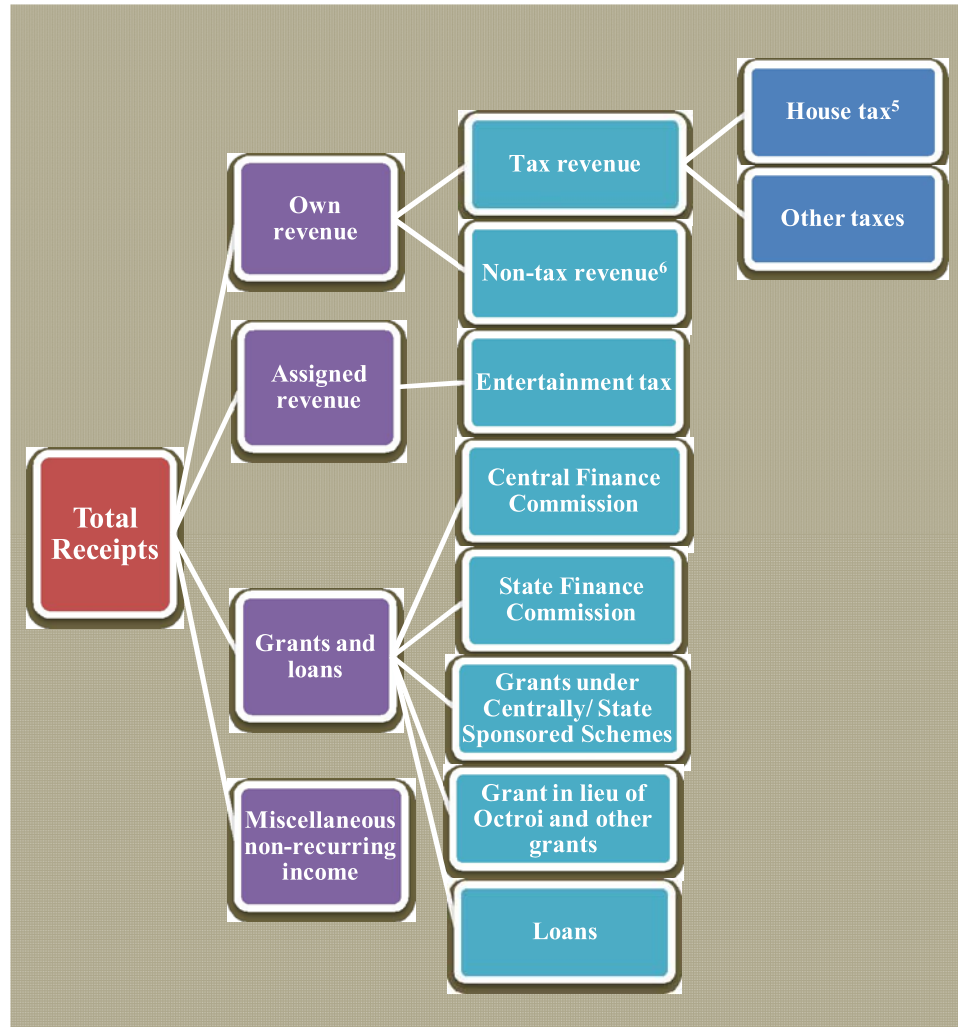 Total
Receipts
Own
revenue
Tax revenue
House tax⁵
Other taxes
Non-tax revenue⁶
Assigned
revenue
Entertainment tax
Grants and
loans
Central Finance
Commission
State Finance
Commission
Grants under
Centrally/ State
Sponsored Schemes
Grant in lieu of
Octroi and other
grants
Loans
Miscellaneous
non-recurring
income